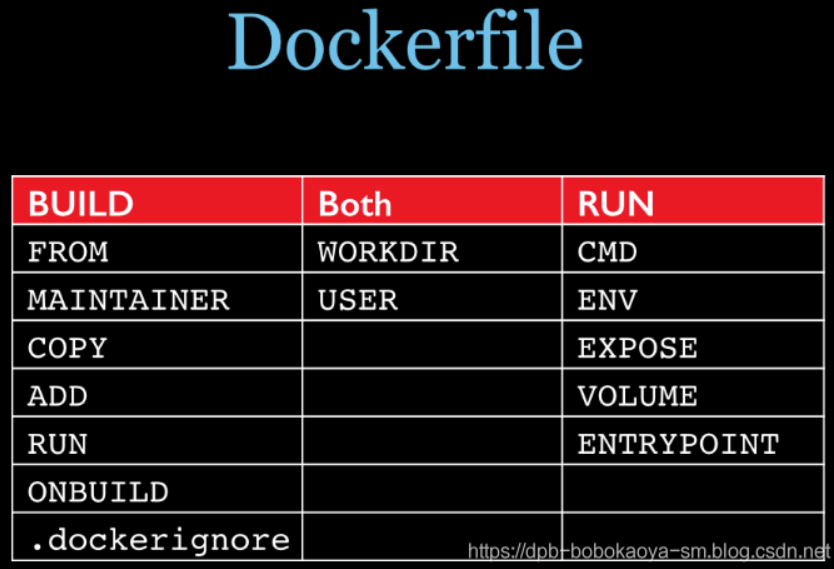 Dockerfile
BUILD Both RUN
FROM WORKDIR CMD
MAINTAINER USER ENV
COPY EXPOSE
ADD VOLUME
RUN ENTRYPOINT
ONBUILD
.dockerignore
https://dpb-bobokaoya-sm.blog.csdn.net